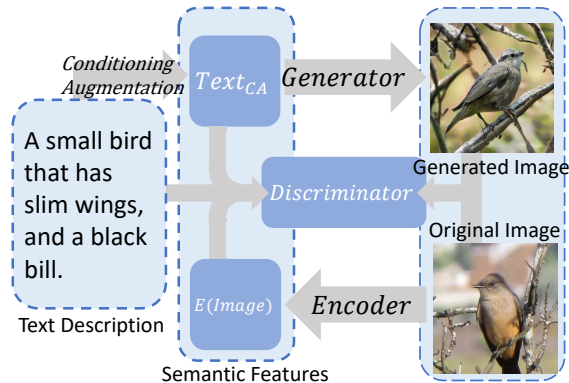 Conditioning
Augmentation
Text_CA
Generator
A small bird
that has
slim wings,
and a black
bill.
Generated Image
Discriminator
Original Image
E(Image)
Encoder
Text Description
Semantic Features